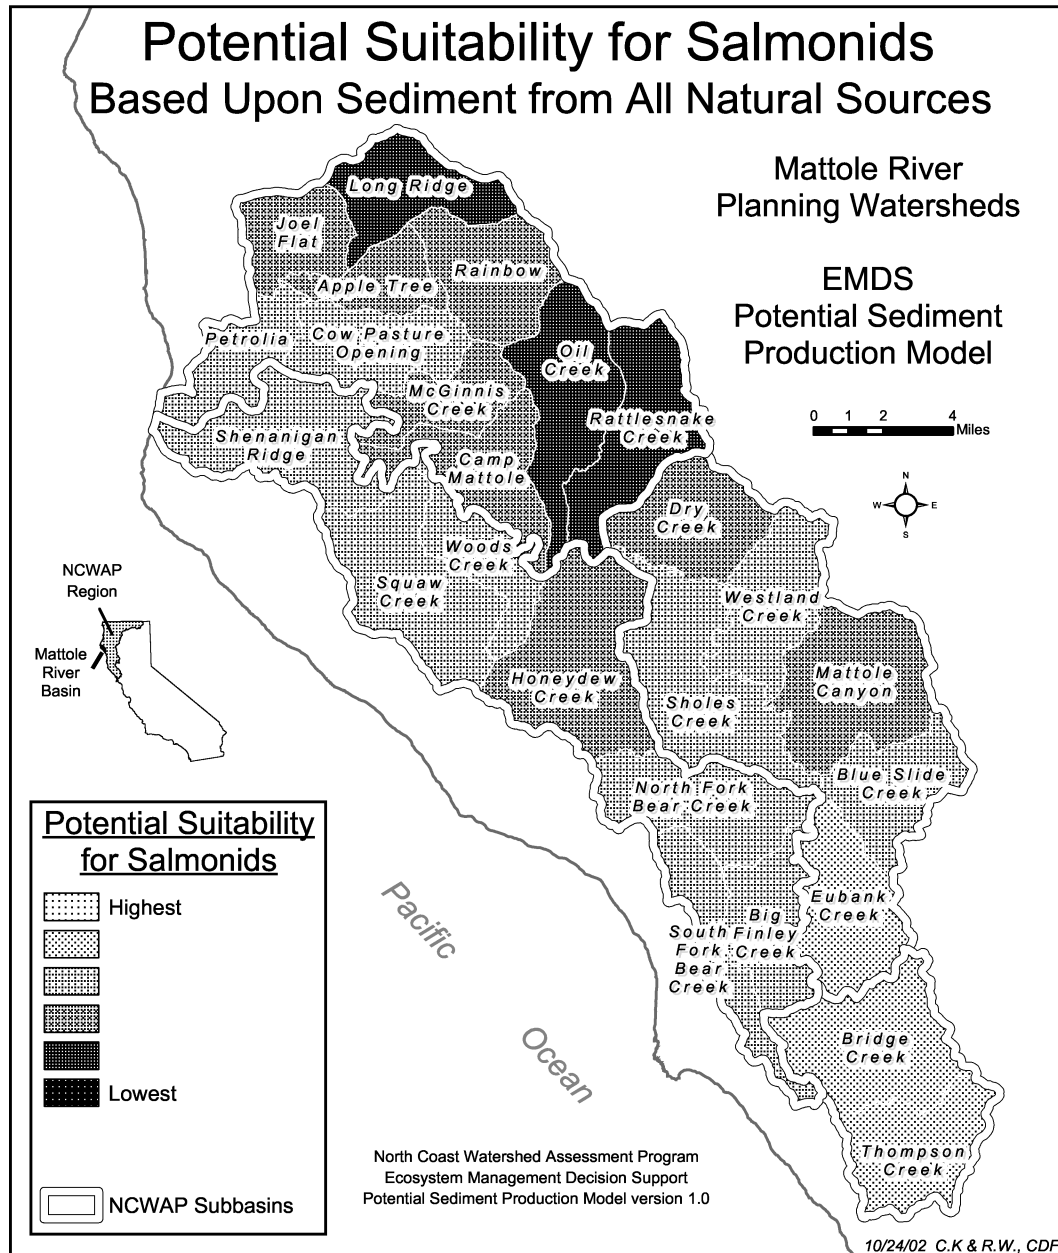 Potential Suitability for Salmonids
Based Upon Sediment from All Natural Sources
Mattole River
Planning Watersheds
EMDS
Potential Sediment
Production Model
0 1 2 4
Miles
N
W E
S
Long Ridge
Joel
Flat
Rainbow
Apple Tree
Petrolia
Cow Pasture
Opening
Oil
Creek
McGinnis
Creek
Rattlesnake
Creek
Shenanigan
Ridge
Camp
Mattole
Dry
Creek
Woods
Creek
Squaw
Creek
Westland
Creek
Honeydew
Creek
Mattole
Canyon
Sholes
Creek
Blue Slide
Creek
North Fork
Bear Creek
Eubank
Creek
Big
Finley
Creek
South
Fork
Bear
Creek
Bridge
Creek
Thompson
Creek
NCWAP
Region
Mattole
River
Basin
Pacific
Ocean
Potential Suitability
for Salmonids
Highest
Lowest
NCWAP Subbasins
North Coast Watershed Assessment Program
Ecosystem Management Decision Support
Potential Sediment Production Model version 1.0
10/24/02 C.K & R.W., CDF